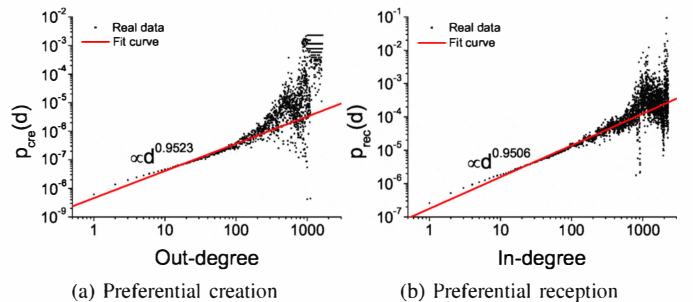 10⁻²
10⁻³
10⁻⁴
10⁻⁵
10⁻⁶
10⁻⁷
10⁻⁸
10⁻⁹
p_cre(d)
Real data
Fit curve
∝d^0.9523
1 10 100 1000
Out-degree
(a) Preferential creation
10⁻¹
10⁻²
10⁻³
10⁻⁴
10⁻⁵
10⁻⁶
10⁻⁷
p_rec(d)
Real data
Fit curve
∝d^0.9506
1 10 100 1000
In-degree
(b) Preferential reception